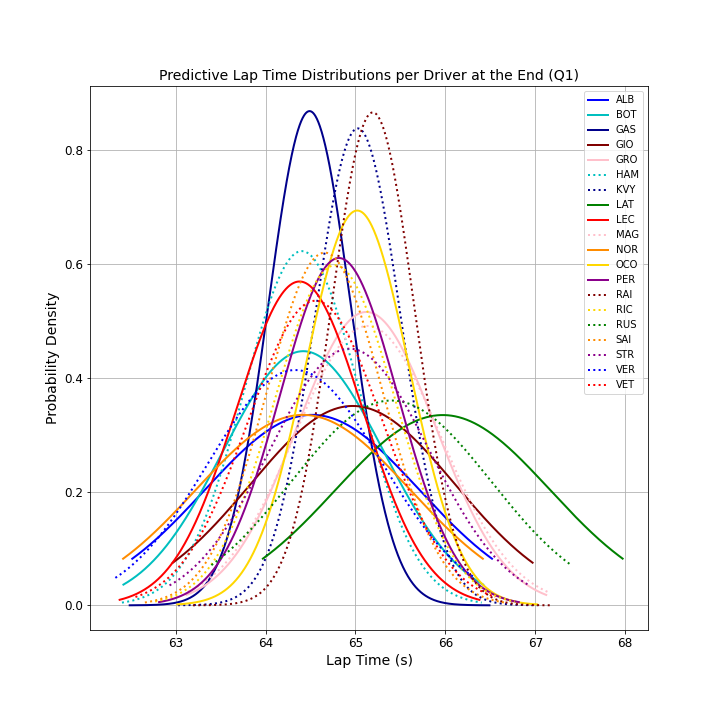 Predictive Lap Time Distributions per Driver at the End (Q1)
ALB
BOT
GAS
GIO
GRO
HAM
KVY
LAT
LEC
MAG
NOR
OCO
PER
RAI
RIC
RUS
SAI
STR
VER
VET
Probability Density
0.8
0.6
0.4
0.2
0.0
63 64 65 66 67 68
Lap Time (s)